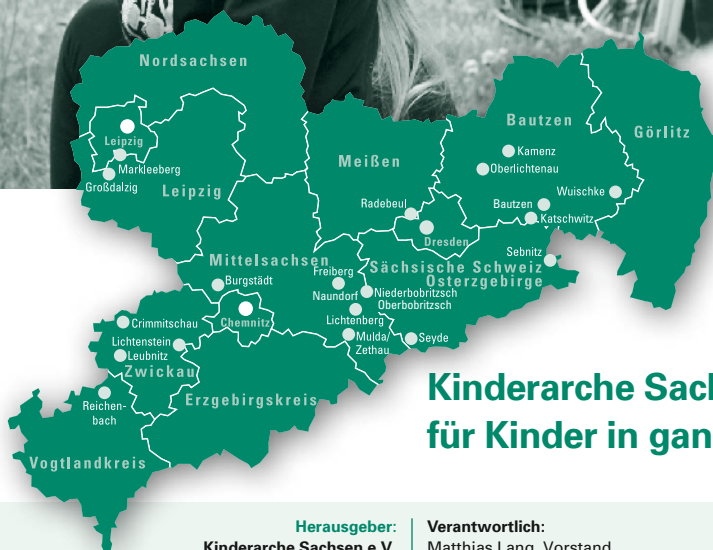 Nordsachsen
Leipzig
Markleeberg
Großdalzig
Leipzig
Meißen
Radebeul
Dresden
Bautzen
Kamenz
Oberlichtenau
Wuischke
Bautzen
Katschwitz
Görlitz
Sebnitz
Mittelsachsen
Burgstädt
Freiberg
Naundorf
Sächsische Schweiz
Osterzgebirge
Niederbobritzsch
Oberbobritzsch
Lichtenberg
Mulda/
Zethau
Seyde
Chemnitz
Crimmitschau
Lichtenstein
Leubnitz
Zwickau
Erzgebirgskreis
Reichen-
bach
Vogtlandkreis
Kinderarche Sac
für Kinder in gan
Herausgeber:
Kinderarche Sachsen e.V.
Verantwortlich:
Matthias Lang, Vorstand